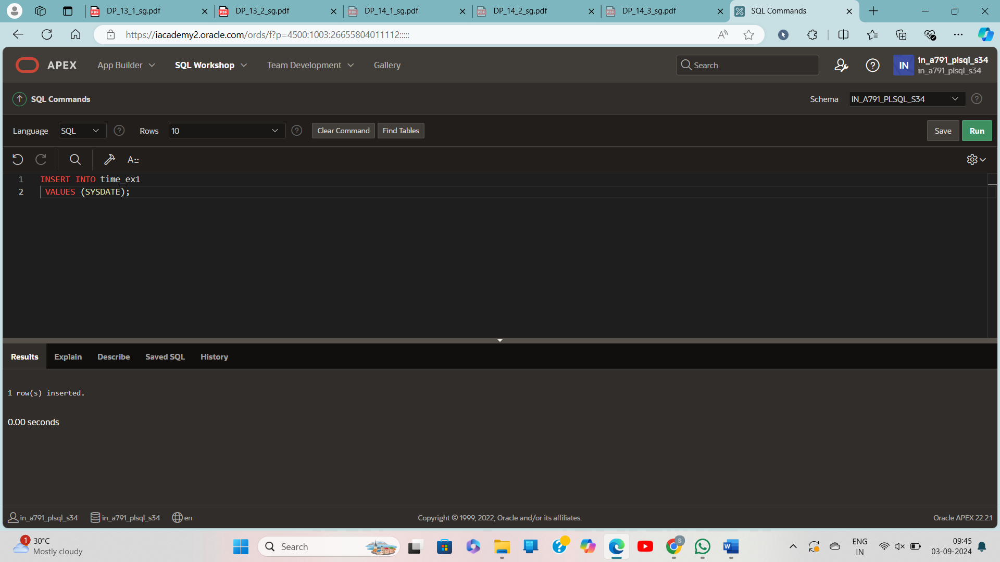 DP_13_1_sg.pdf
DP_13_2_sg.pdf
DP_14_1_sg.pdf
DP_14_2_sg.pdf
DP_14_3_sg.pdf
SQL Commands
https://iacademy2.oracle.com/ords/f?p=4500:1003:26655804011112:::::
APEX
App Builder
SQL Workshop
Team Development
Gallery
Search
IN
in_a791_plsql_s34
in_a791_plsql_s34
SQL Commands
Schema
IN_A791_PLSQL_S34
Language
SQL
Rows
10
Clear Command
Find Tables
Save
Run
A::
1 INSERT INTO time_ex1
2 VALUES (SYSDATE);
Results
Explain
Describe
Saved SQL
History
1 row(s) inserted.
0.00 seconds
in_a791_plsql_s34
in_a791_plsql_s34
en
Copyright © 1999, 2022, Oracle and/or its affiliates.
Oracle APEX 22.2.1
1
30°C
Mostly cloudy
Search
S
W
ENG
IN
09:45
03-09-2024